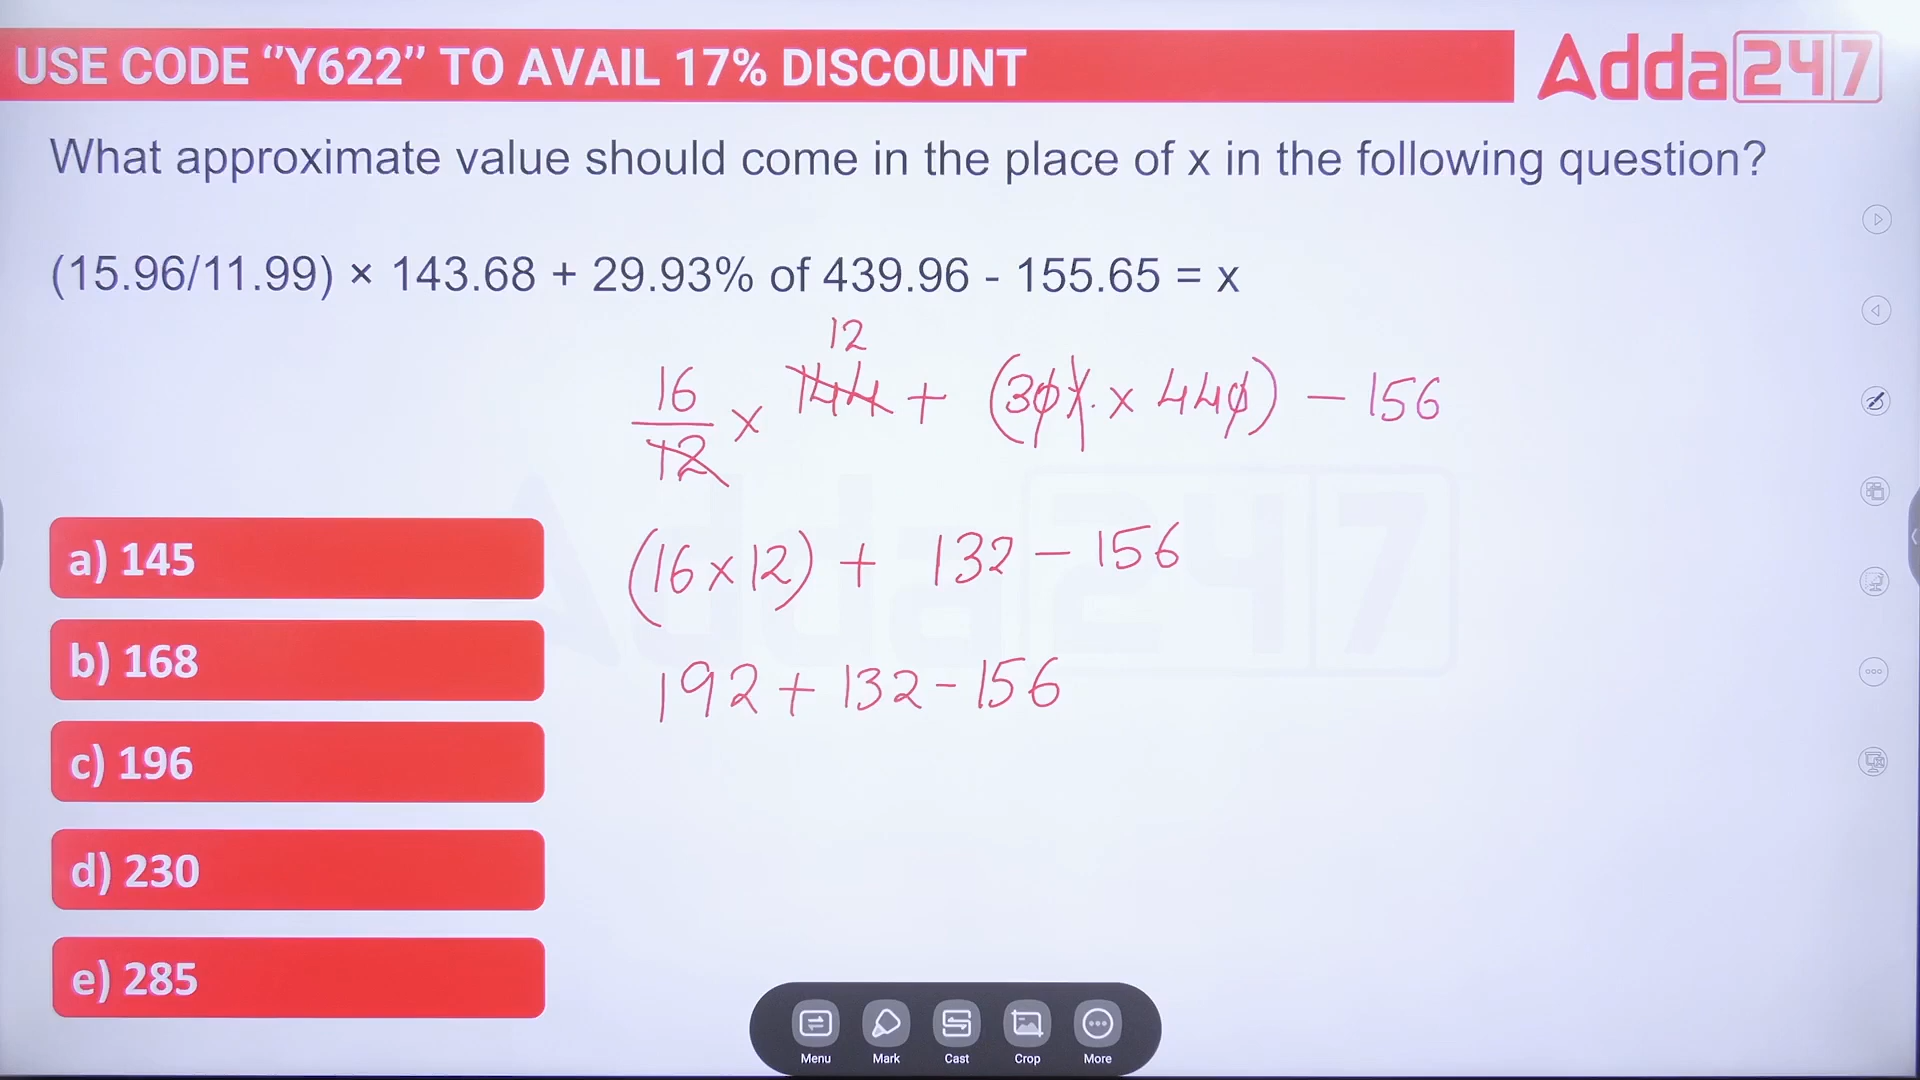 USE CODE “Y622” TO AVAIL 17% DISCOUNT
Adda247
What approximate value should come in the place of x in the following question?
(15.96/11.99) × 143.68 + 29.93% of 439.96 - 155.65 = x
12
16/12 × 144 + (30% × 440) - 156
(16×12) + 132 - 156
192 + 132 - 156
a) 145
b) 168
c) 196
d) 230
e) 285
Menu Mark Cast Crop More